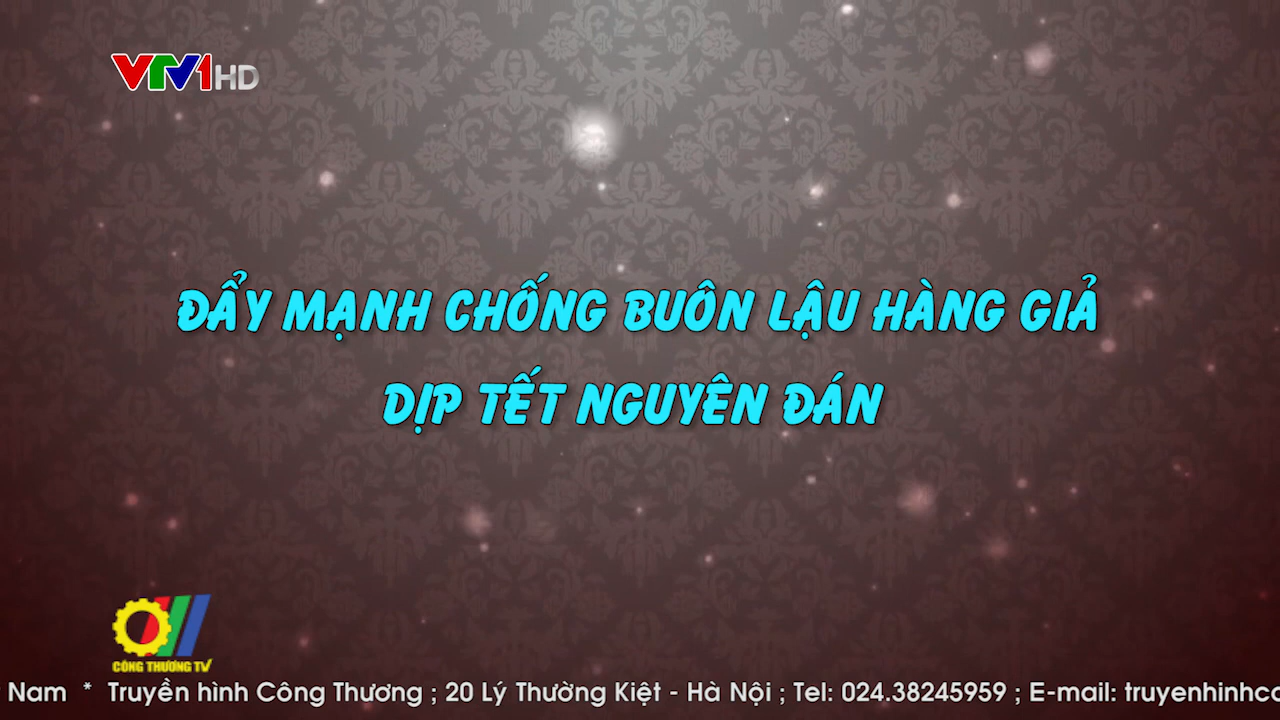 VTV1HD
ĐẨY MẠNH CHỐNG BUÔN LẬU HÀNG GIẢ
DỊP TẾT NGUYÊN ĐÁN
CÔNG THƯƠNG TV
Nam * Truyền hình Công Thương ; 20 Lý Thường Kiệt - Hà Nội ; Tel: 024.38245959 ; E-mail: truyenhinhco